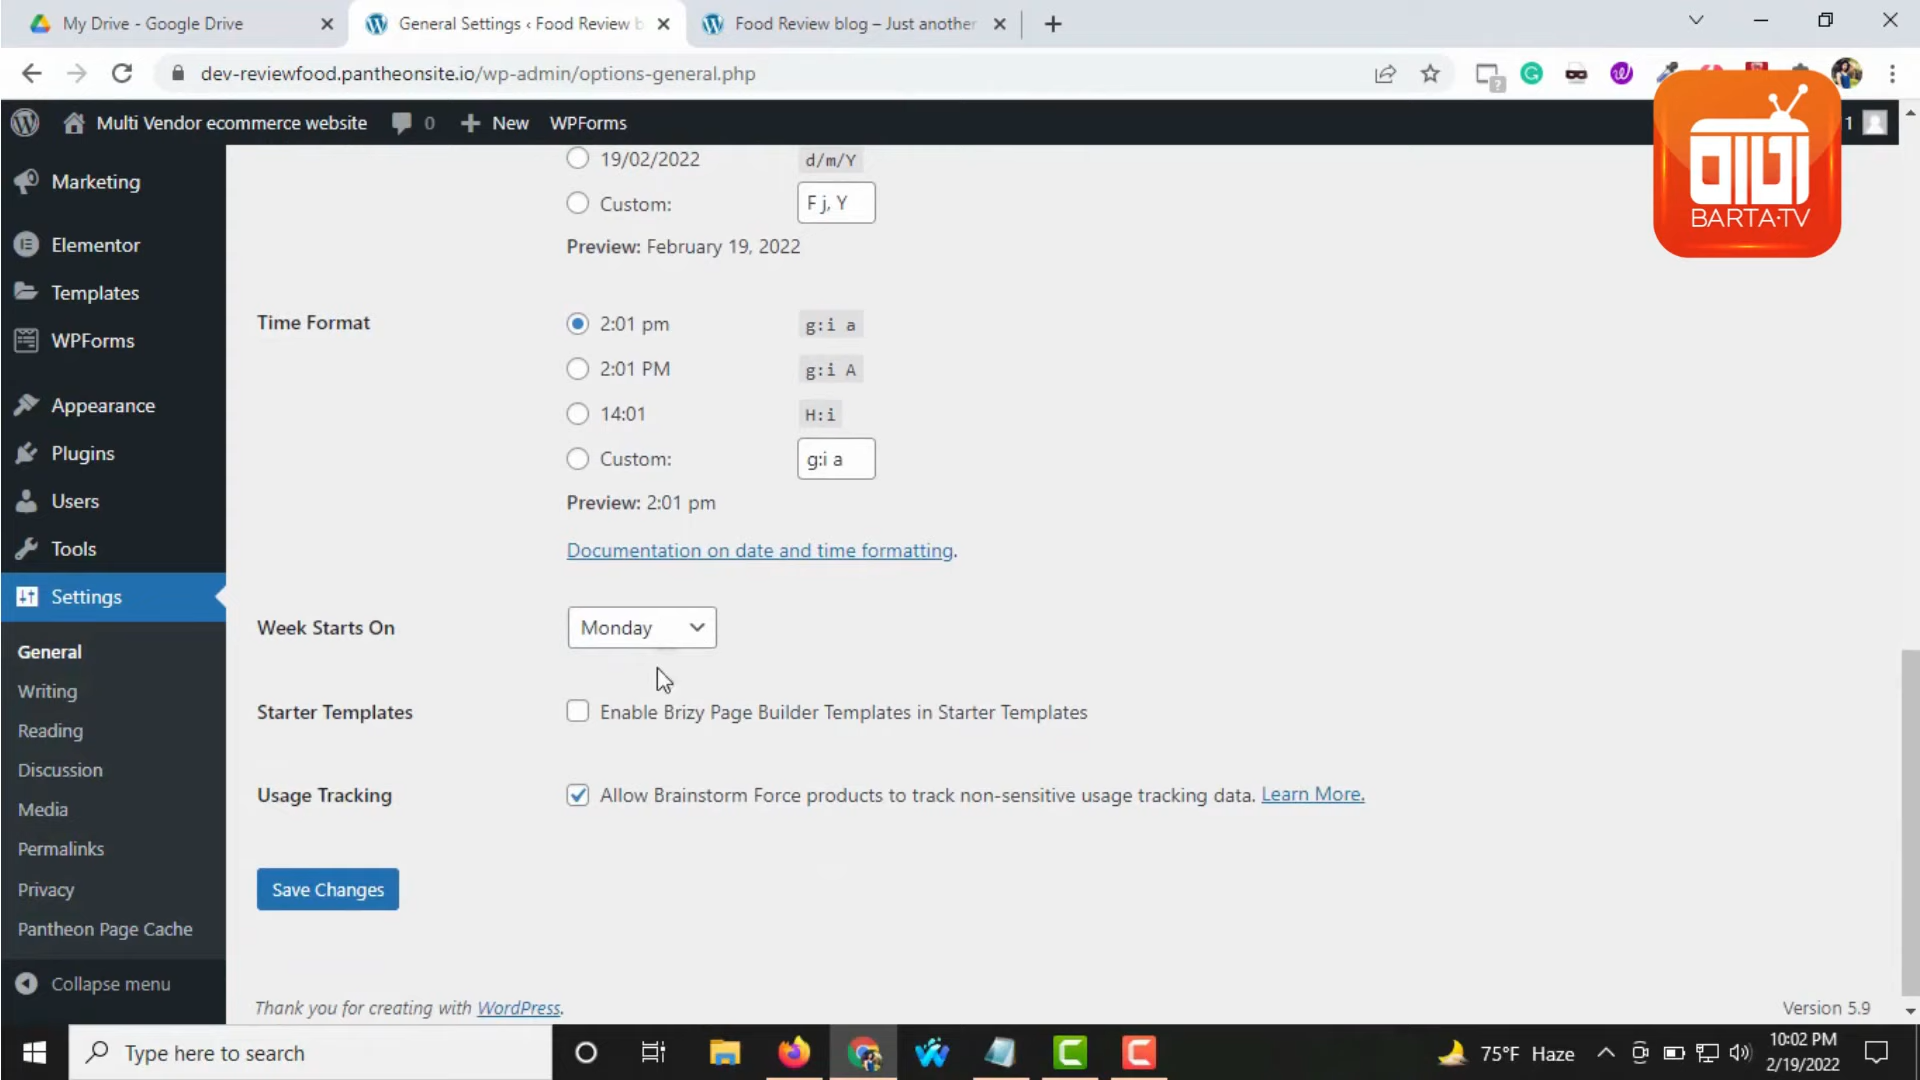 My Drive - Google Drive
General Settings ‹ Food Review b
Food Review blog – Just another
dev-reviewfood.pantheonsite.io/wp-admin/options-general.php
Multi Vendor ecommerce website
0
New
WPForms
1
BARTA·TV
Marketing
Elementor
Templates
WPForms
Appearance
Plugins
Users
Tools
Settings
General
Writing
Reading
Discussion
Media
Permalinks
Privacy
Pantheon Page Cache
Collapse menu
19/02/2022 d/m/Y
Custom: F j, Y
Preview: February 19, 2022
Time Format
2:01 pm g:i a
2:01 PM g:i A
14:01 H:i
Custom: g:i a
Preview: 2:01 pm
Documentation on date and time formatting.
Week Starts On Monday
Starter Templates Enable Brizy Page Builder Templates in Starter Templates
Usage Tracking Allow Brainstorm Force products to track non-sensitive usage tracking data. Learn More.
Save Changes
Thank you for creating with WordPress.
Version 5.9
Type here to search
75°F Haze
10:02 PM
2/19/2022